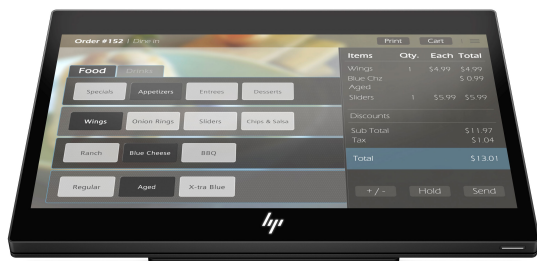 Order #152 | Dine in
Print Cart
Food Drinks
Specials Appetizers Entrees Desserts
Wings Onion Rings Sliders Chips & Salsa
Ranch Blue Cheese BBQ
Regular Aged X-tra Blue
Items Qty. Each Total
Wings 1 $4.99 $4.99
Blue Chz $ 0.99
Aged
Sliders 1 $5.99 $5.99
Discounts
Sub Total $11.97
Tax $1.04
Total $13.01
+ / - Hold Send
hp